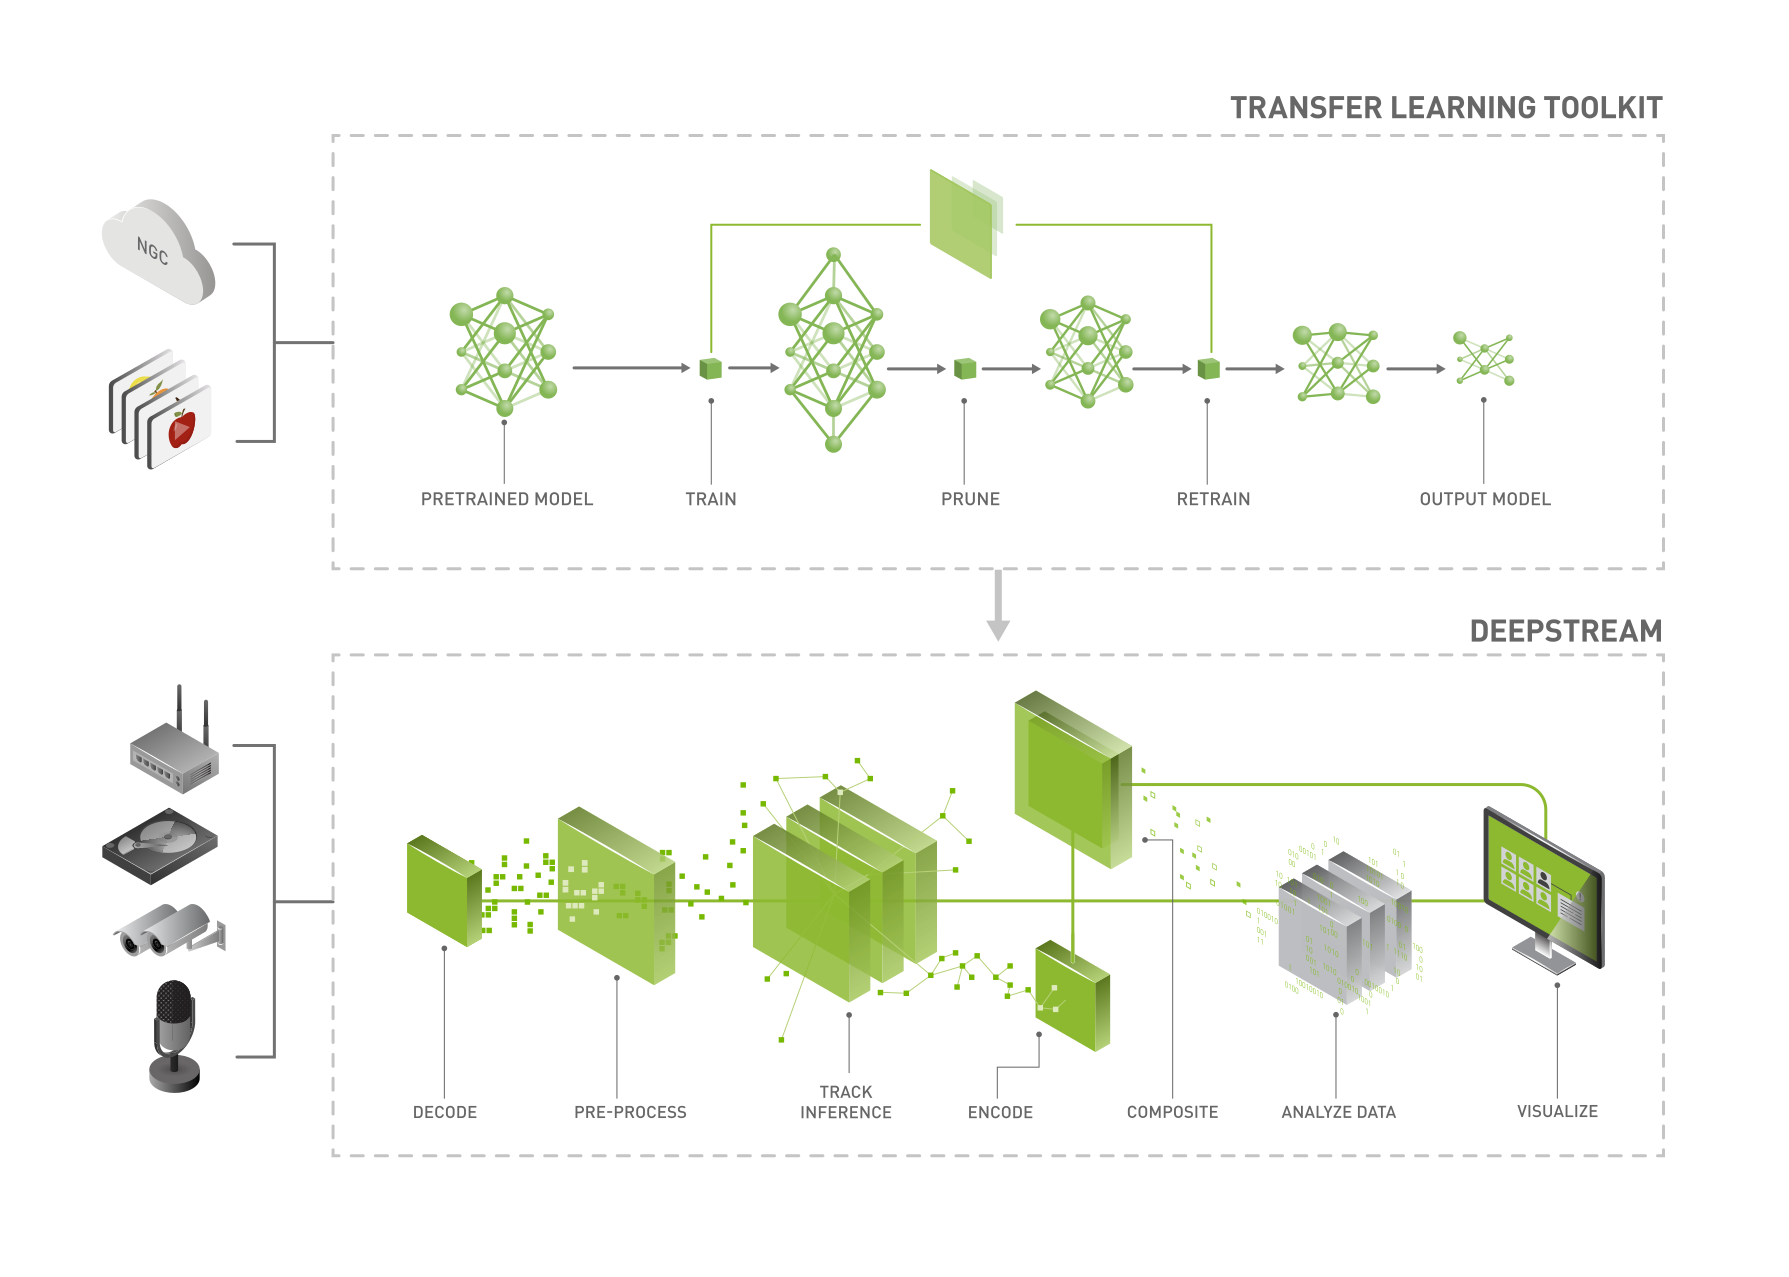 TRANSFER LEARNING TOOLKIT
NGC
PRETRAINED MODEL
TRAIN
PRUNE
RETRAIN
OUTPUT MODEL
DEEPSTREAM
DECODE
PRE-PROCESS
TRACK
INFERENCE
ENCODE
COMPOSITE
ANALYZE DATA
VISUALIZE